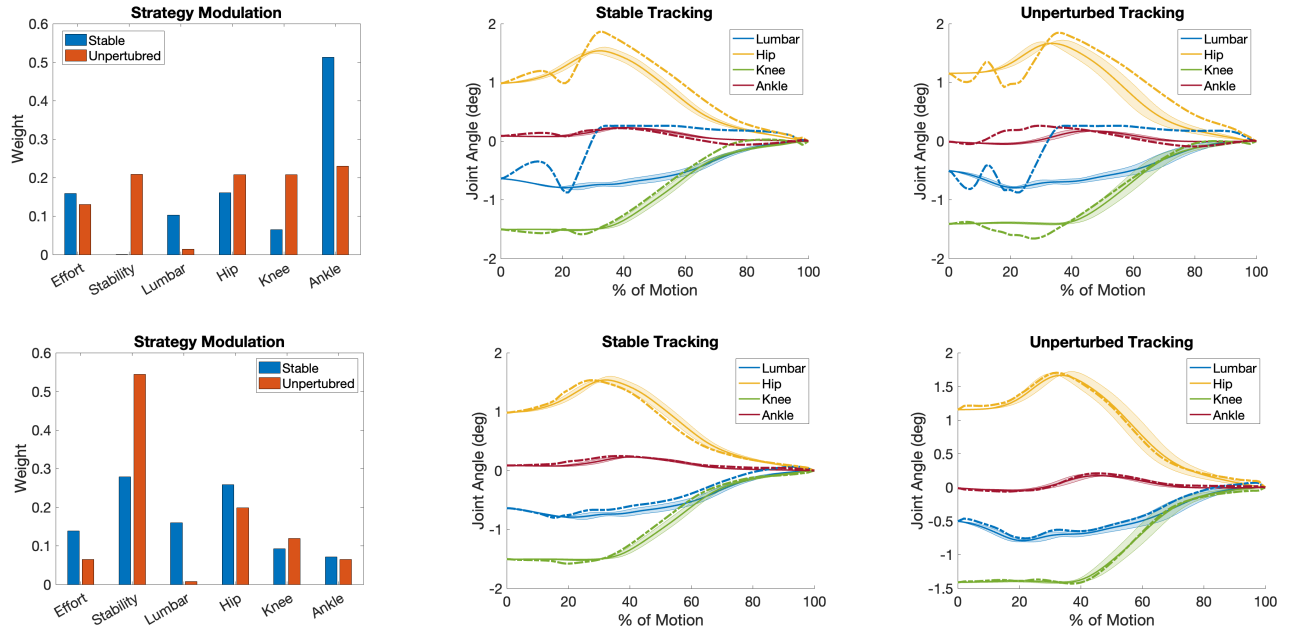 Strategy Modulation
Stable
Unpertubred
Weight
0.6
0.5
0.4
0.3
0.2
0.1
0
Effort
Stability
Lumbar
Hip
Knee
Ankle
Stable Tracking
Lumbar
Hip
Knee
Ankle
Joint Angle (deg)
2
1
0
-1
-2
0 20 40 60 80 100
% of Motion
Unperturbed Tracking
Lumbar
Hip
Knee
Ankle
Joint Angle (deg)
2
1
0
-1
-2
0 20 40 60 80 100
% of Motion
Strategy Modulation
Stable
Unpertubred
Weight
0.6
0.5
0.4
0.3
0.2
0.1
0
Effort
Stability
Lumbar
Hip
Knee
Ankle
Stable Tracking
Lumbar
Hip
Knee
Ankle
Joint Angle (deg)
2
1
0
-1
-2
0 20 40 60 80 100
% of Motion
Unperturbed Tracking
Lumbar
Hip
Knee
Ankle
Joint Angle (deg)
2
1.5
1
0.5
0
-0.5
-1
-1.5
0 20 40 60 80 100
% of Motion